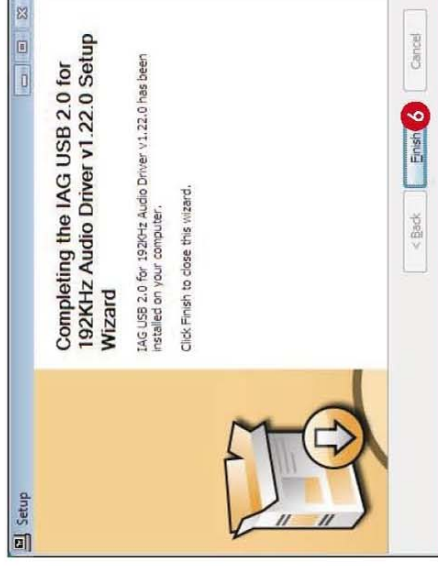 Setup
Completing the IAG USB 2.0 for
192KHz Audio Driver v1.22.0 Setup
Wizard
IAG USB 2.0 for 192KHz Audio Driver v1.22.0 has been
installed on your computer.
Click Finish to close this wizard.
< Back
Finish
6
Cancel